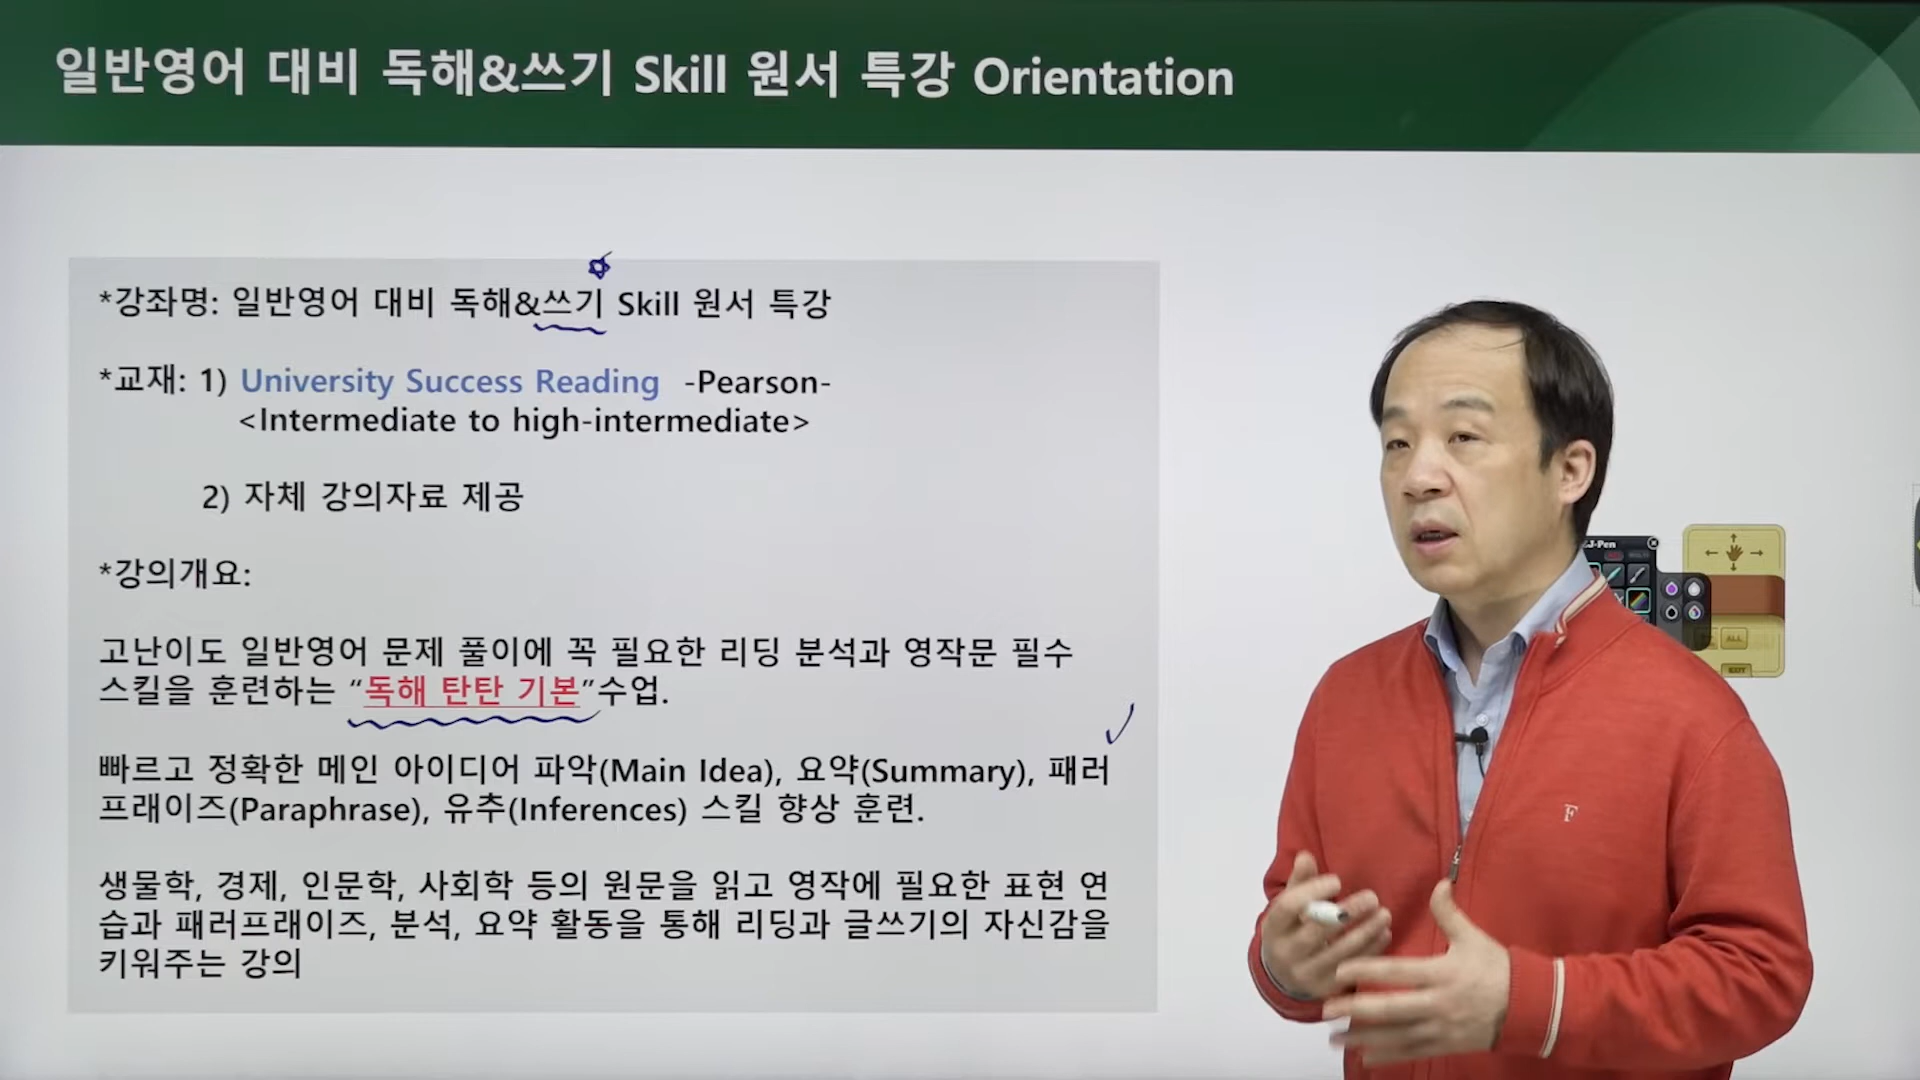 일반영어 대비 독해&쓰기 Skill 원서 특강 Orientation
*강좌명: 일반영어 대비 독해&쓰기 Skill 원서 특강
*교재: 1) University Success Reading -Pearson-
<Intermediate to high-intermediate>
2) 자체 강의자료 제공
*강의개요:
고난이도 일반영어 문제 풀이에 꼭 필요한 리딩 분석과 영작문 필수
스킬을 훈련하는 “독해 탄탄 기본”수업.
빠르고 정확한 메인 아이디어 파악(Main Idea), 요약(Summary), 패러
프래이즈(Paraphrase), 유추(Inferences) 스킬 향상 훈련.
생물학, 경제, 인문학, 사회학 등의 원문을 읽고 영작에 필요한 표현 연
습과 패러프래이즈, 분석, 요약 활동을 통해 리딩과 글쓰기의 자신감을
키워주는 강의
-Pen
ALL
F